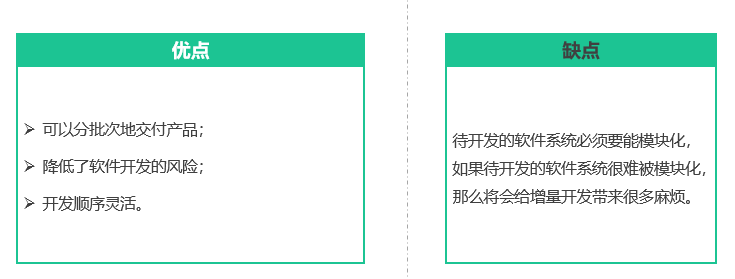 优点
➢ 可以分批次地交付产品；
➢ 降低了软件开发的风险；
➢ 开发顺序灵活。
缺点
待开发的软件系统必须要能模块化，
如果待开发的软件系统很难被模块化，
那么将会给增量开发带来很多麻烦。